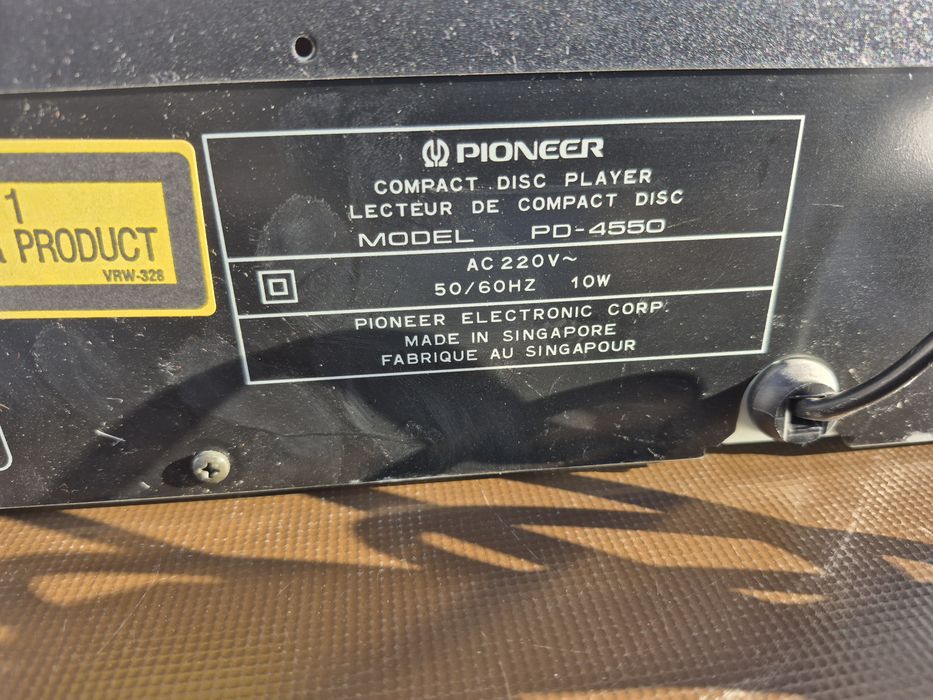 1
PRODUCT
VRW-328
PIONEER
COMPACT DISC PLAYER
LECTEUR DE COMPACT DISC
MODEL PD-4550
AC 220V~
50/60HZ 10W
PIONEER ELECTRONIC CORP.
MADE IN SINGAPORE
FABRIQUE AU SINGAPOUR